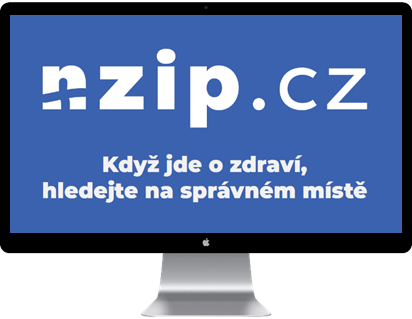 nzip.cz
Když jde o zdraví,
hledejte na správném místě